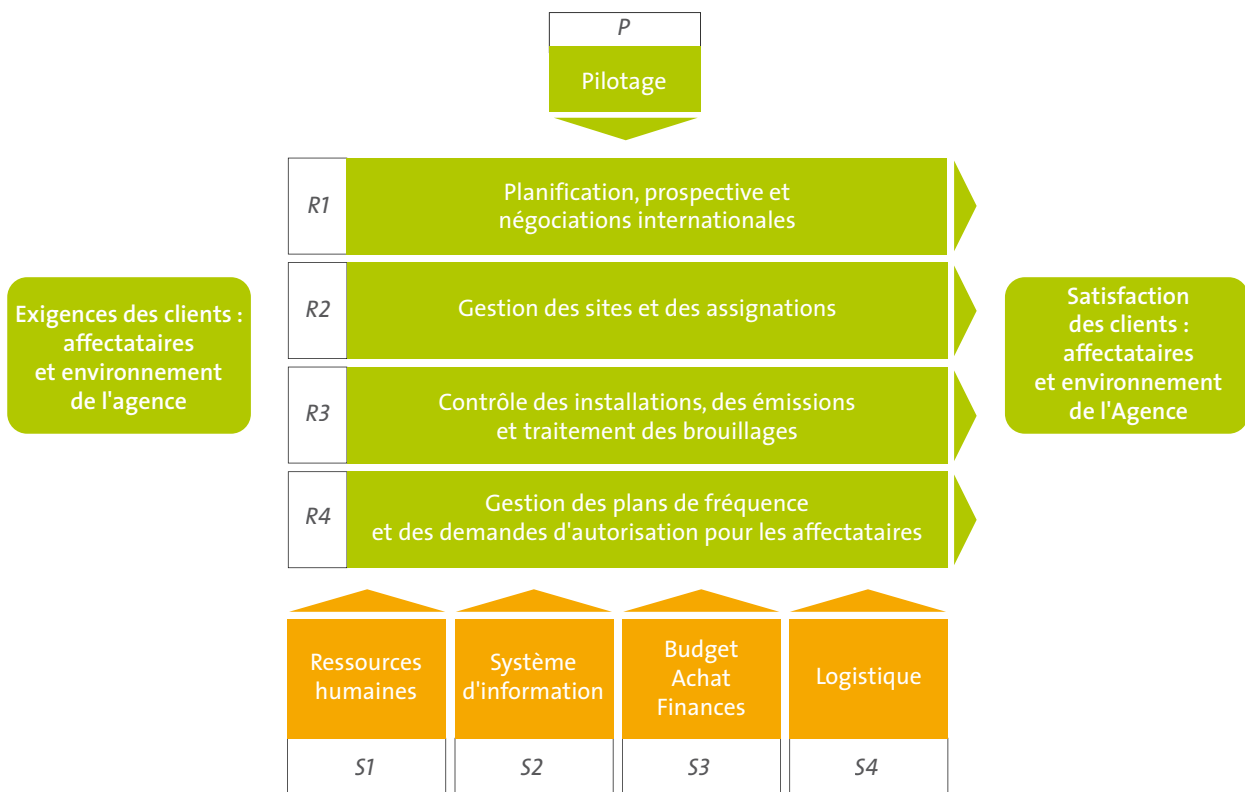 P
Pilotage
R1
Planification, prospective et
négociations internationales
R2
Gestion des sites et des assignations
R3
Contrôle des installations, des émissions
et traitement des brouillages
R4
Gestion des plans de fréquence
et des demandes d'autorisation pour les affectataires
Exigences des clients :
affectataires
et environnement
de l'agence
Satisfaction
des clients :
affectataires
et environnement
de l'Agence
Ressources
humaines
S1
Système
d'information
S2
Budget
Achat
Finances
S3
Logistique
S4